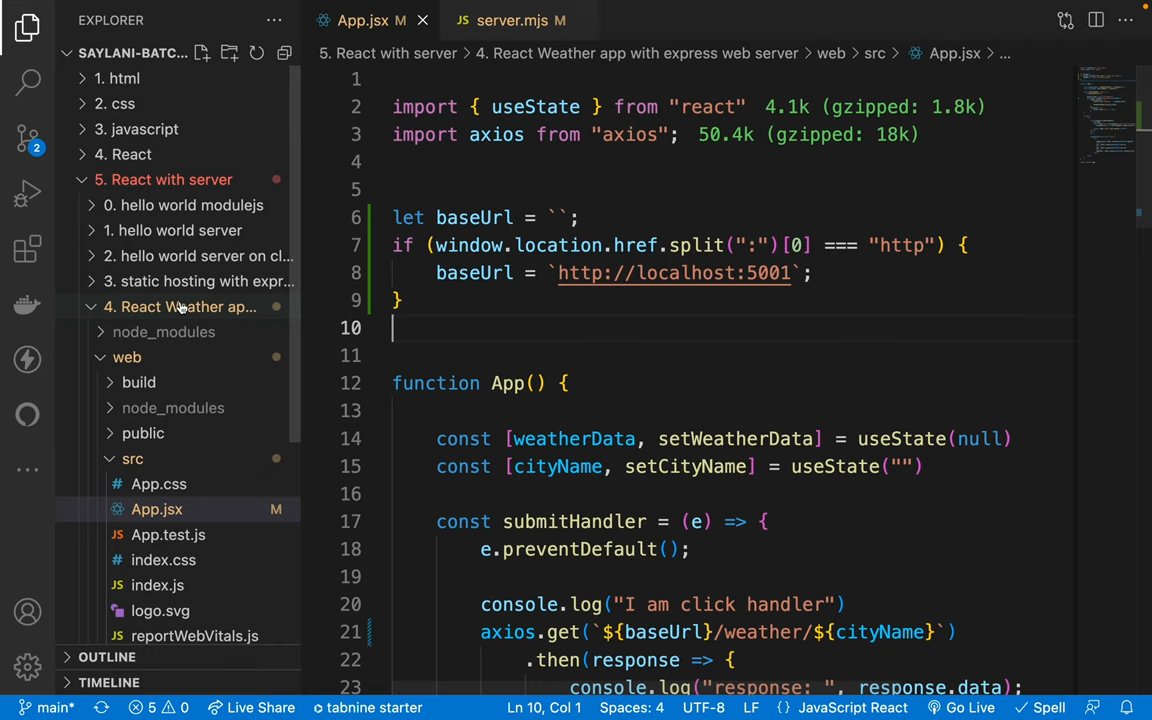 EXPLORER
SAYLANI-BATC...
1. html
2. css
3. javascript
4. React
5. React with server
0. hello world modulejs
1. hello world server
2. hello world server on cl...
3. static hosting with expr...
4. React Weather ap...
node_modules
web
build
node_modules
public
src
App.css
App.jsx M
App.test.js
index.css
index.js
logo.svg
reportWebVitals.js
OUTLINE
TIMELINE
2
App.jsx M
JS server.mjs M
5. React with server > 4. React Weather app with express web server > web > src > App.jsx > ...
1
2 import { useState } from "react" 4.1k (gzipped: 1.8k)
3 import axios from "axios"; 50.4k (gzipped: 18k)
4
5
6 let baseUrl = ``;
7 if (window.location.href.split(":")[0] === "http") {
8 baseUrl = `http://localhost:5001`;
9 }
10
11
12 function App() {
13
14 const [weatherData, setWeatherData] = useState(null)
15 const [cityName, setCityName] = useState("")
16
17 const submitHandler = (e) => {
18 e.preventDefault();
19
20 console.log("I am click handler")
21 axios.get(`${baseUrl}/weather/${cityName}`)
22 .then(response => {
23 console.log("response: ", response.data);
main* 5 0 Live Share tabnine starter Ln 10, Col 1 Spaces: 4 UTF-8 LF { } JavaScript React Go Live Spell